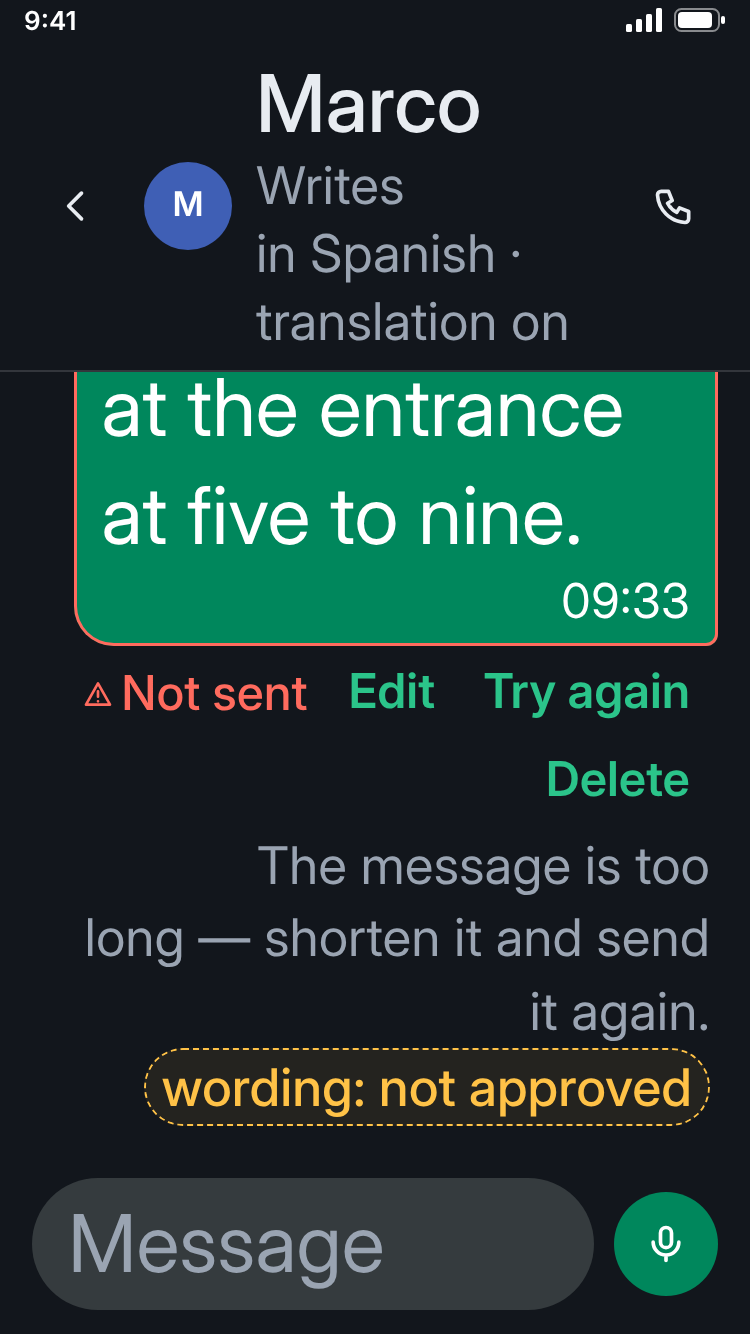 9:41
Marco
M
Writes
in Spanish ·
translation on
at the entrance
at five to nine.
09:33
Not sent Edit Try again
Delete
The message is too
long — shorten it and send
it again.
wording: not approved
Message